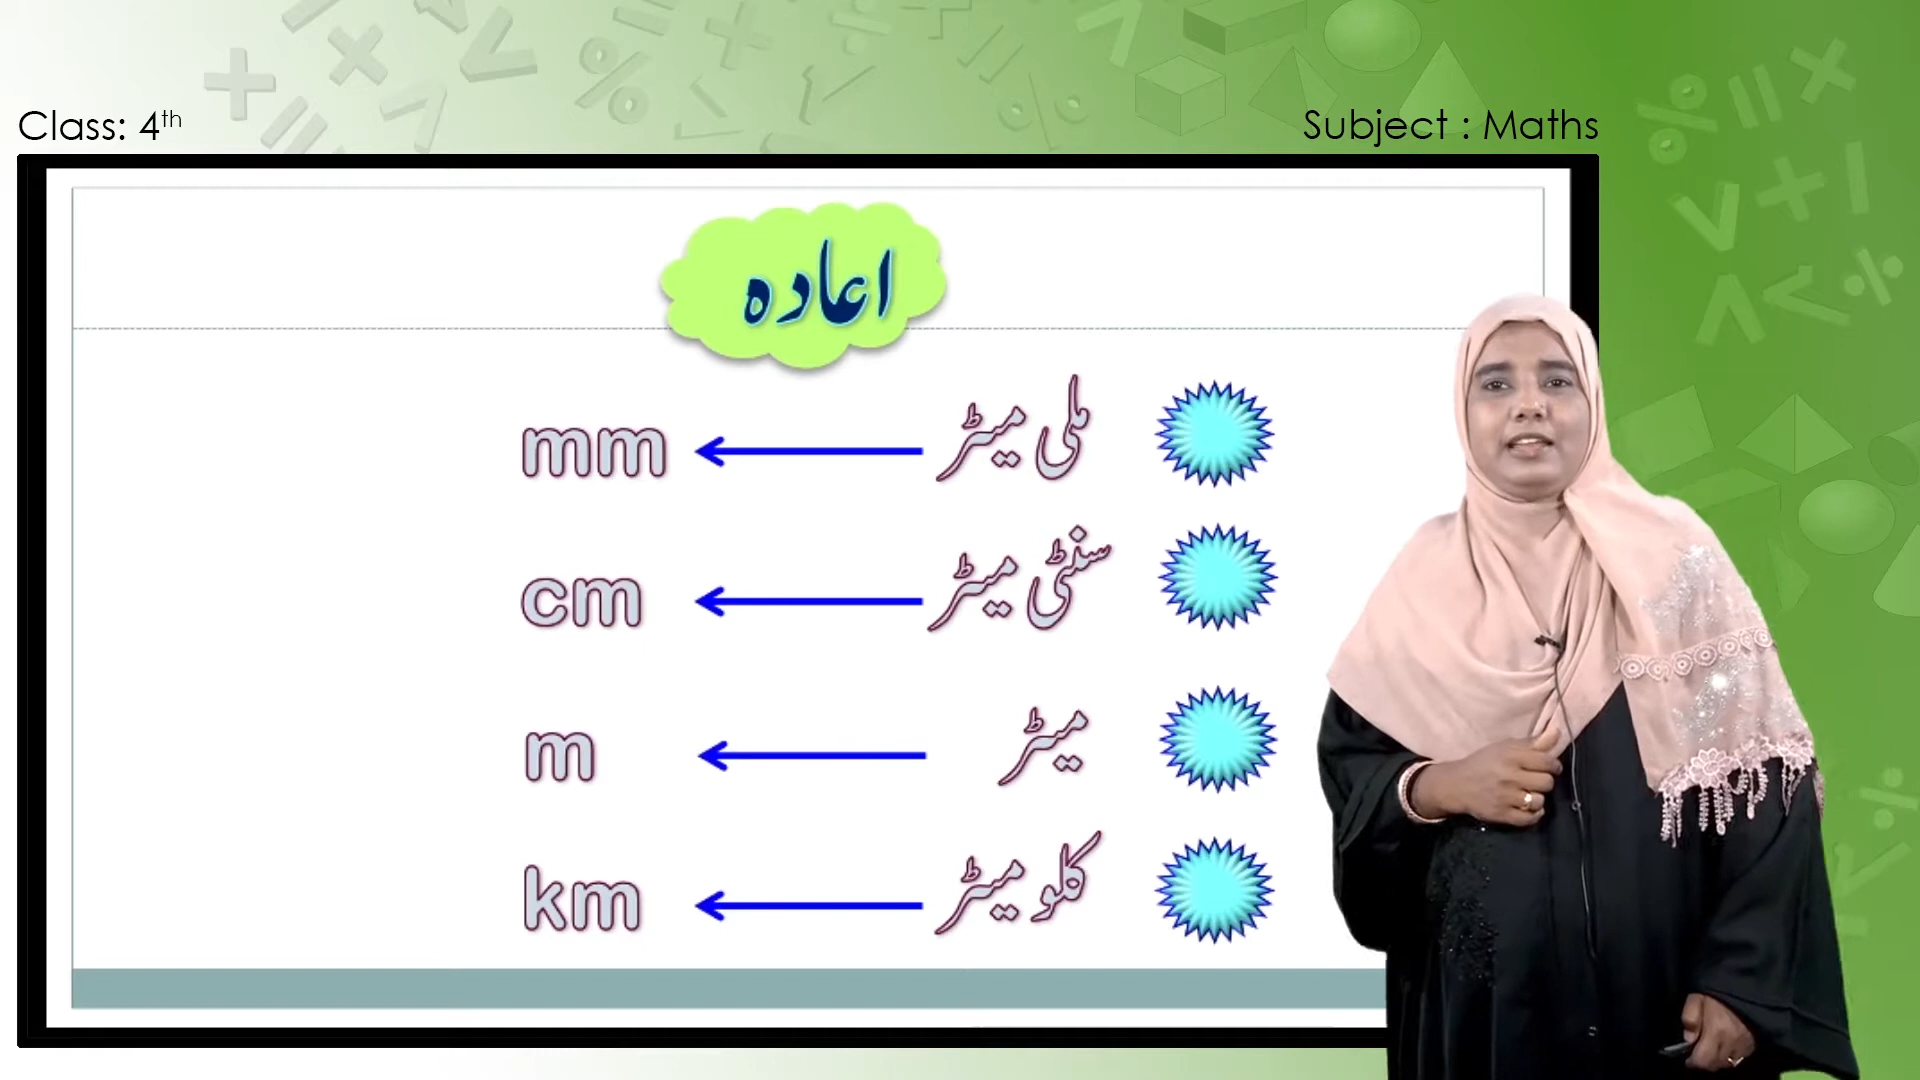 Class: 4th
Subject : Maths
اعادہ
ملی میٹر mm
سنٹی میٹر cm
میٹر m
کلو میٹر km